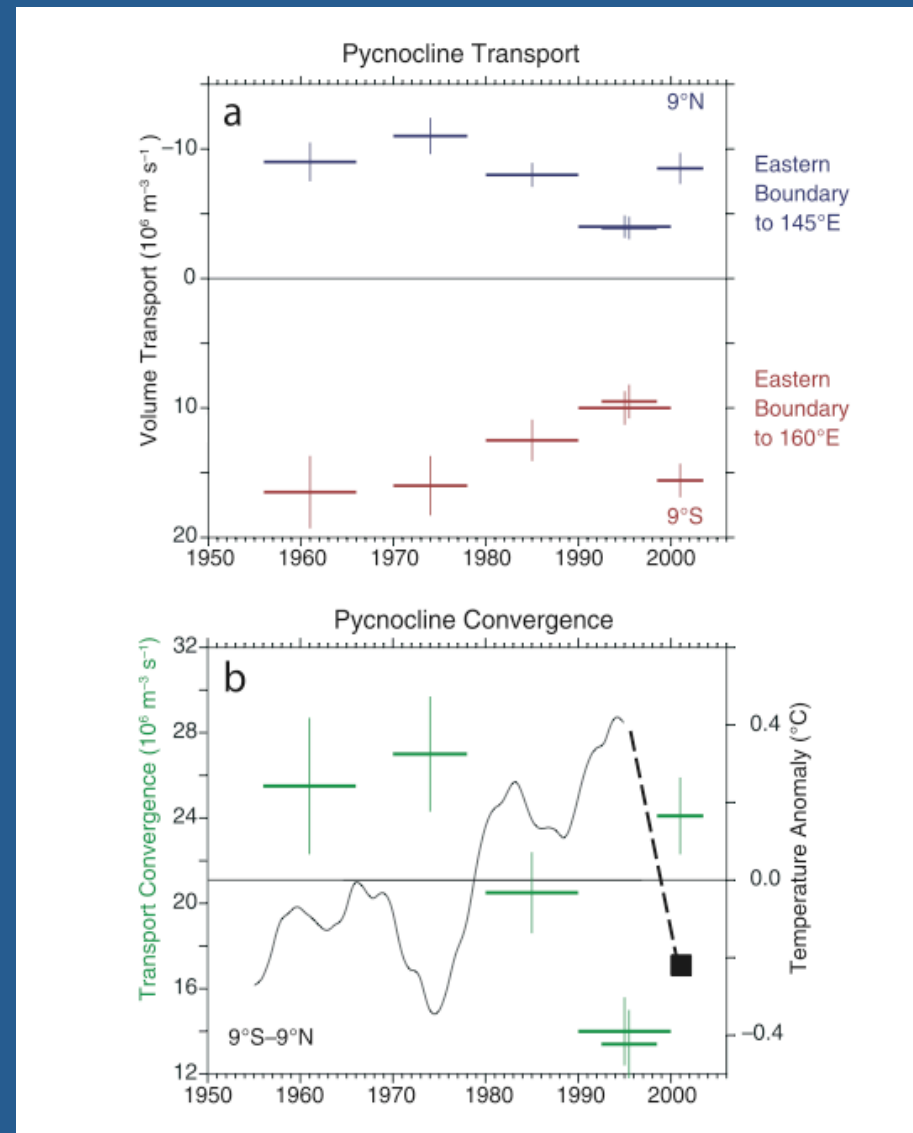 Pycnocline Transport
a
9°N
Volume Transport (10⁶ m⁻³ s⁻¹ )
−10
0
10
20
Eastern
Boundary
to 145°E
Eastern
Boundary
to 160°E
9°S
1950 1960 1970 1980 1990 2000
Pycnocline Convergence
b
Transport Convergence (10⁶ m⁻³ s⁻¹)
32
28
24
20
16
12
0.4
0.0
−0.4
Temperature Anomaly (°C)
9°S–9°N
1950 1960 1970 1980 1990 2000